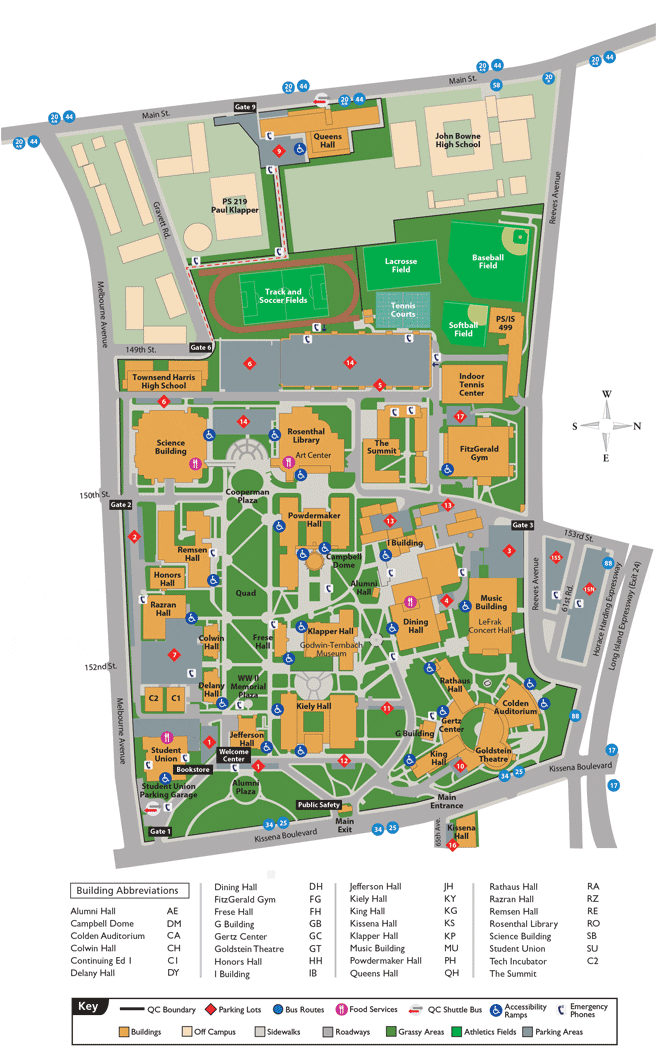 20
A/B
44
20
A/B
44
Main St.
20
B
20
A/B
44
58
20
A/B
44
Gate 9
20
A/B
44
Main St.
20
A/B
44
20
A/B
44
Queens
Hall
John Bowne
High School
9
Reeves Avenue
PS 219
Paul Klapper
Gravett Rd.
Lacrosse
Field
Baseball
Field
Melbourne Avenue
Track and
Soccer Fields
Tennis
Courts
Softball
Field
PS/IS
499
149th St.
Gate 6
6
14
5
Townsend Harris
High School
Indoor
Tennis
Center
6
14
17
W
S
N
E
Science
Building
Rosenthal
Library
Art Center
The
Summit
FitzGerald
Gym
150th St.
Gate 2
Cooperman
Plaza
13
Powdermaker
Hall
12
Gate 3
153rd St.
2
Remsen
Hall
I Building
3
15S
88
Campbell
Dome
Honors
Hall
Alumni
Hall
15N
61st Rd.
Reeves Avenue
Horace Harding Expressway
Long Island Expressway (Exit 24)
Quad
Razran
Hall
4
Music
Building
LeFrak
Concert Hall
Dining
Hall
Colwin
Hall
Frese
Hall
Klapper Hall
Godwin-Ternbach
Museum
7
152nd St.
Delany
Hall
WW II
Memorial
Plaza
Rathaus
Hall
C2
C1
Kiely Hall
11
Colden
Auditorium
88
Melbourne Avenue
Gertz
Center
G Building
Jefferson
Hall
1
Student
Union
Welcome
Center
King
Hall
Goldstein
Theatre
17
Bookstore
1
12
10
34
25
Kissena Boulevard
17
Student Union
Parking Garage
Alumni
Plaza
Public Safety
Main
Entrance
Main
Exit
Gate 1
34
25
Kissena Boulevard
34
25
65th Ave.
Kissena
Hall
16
Building Abbreviations
Alumni Hall AE
Campbell Dome DM
Colden Auditorium CA
Colwin Hall CH
Continuing Ed 1 C1
Delany Hall DY
Dining Hall DH
FitzGerald Gym FG
Frese Hall FH
G Building GB
Gertz Center GC
Goldstein Theatre GT
Honors Hall HH
I Building IB
Jefferson Hall JH
Kiely Hall KY
King Hall KG
Kissena Hall KS
Klapper Hall KP
Music Building MU
Powdermaker Hall PH
Queens Hall QH
Rathaus Hall RA
Razran Hall RZ
Remsen Hall RE
Rosenthal Library RO
Science Building SB
Student Union SU
Tech Incubator C2
The Summit
Key
QC Boundary
Parking Lots
Bus Routes
Food Services
QC Shuttle Bus
Accessibility
Ramps
Emergency
Phones
Buildings
Off Campus
Sidewalks
Roadways
Grassy Areas
Athletics Fields
Parking Areas